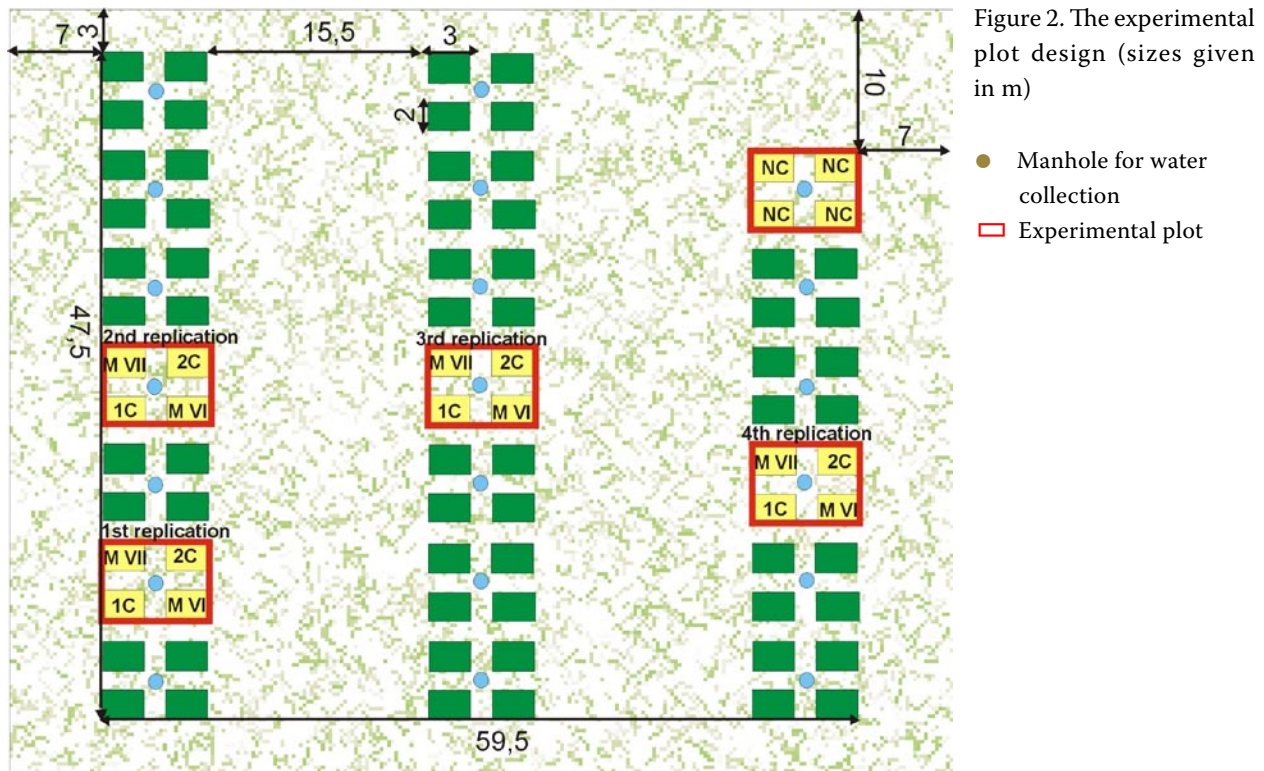 7
3
15,5
3
10
7
2
47,5
NC NC
NC NC
2nd replication
M VII 2C
1C M VI
3rd replication
M VII 2C
1C M VI
4th replication
M VII 2C
1C M VI
1st replication
M VII 2C
1C M VI
59,5
Figure 2. The experimental
plot design (sizes given
in m)
Manhole for water
collection
Experimental plot